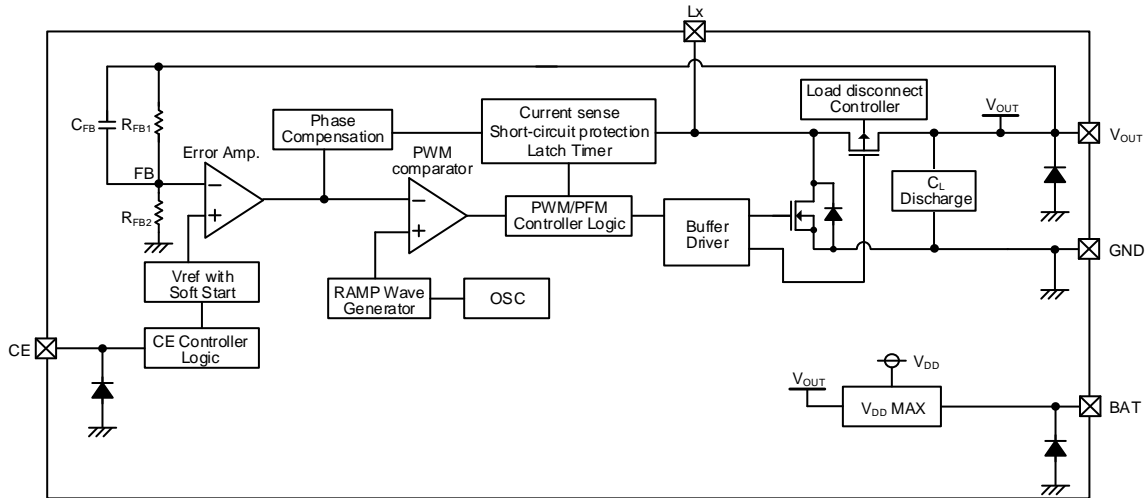 Lx
Load disconnect
Controller
VOUT
VOUT
CFB
RFB1
Phase
Compensation
Current sense
Short-circuit protection
Latch Timer
Error Amp.
PWM
comparator
FB
−
+
RFB2
−
+
PWM/PFM
Controller Logic
Buffer
Driver
CL
Discharge
GND
Vref with
Soft Start
RAMP Wave
Generator
OSC
CE
CE Controller
Logic
VDD
VOUT
VDD MAX
BAT